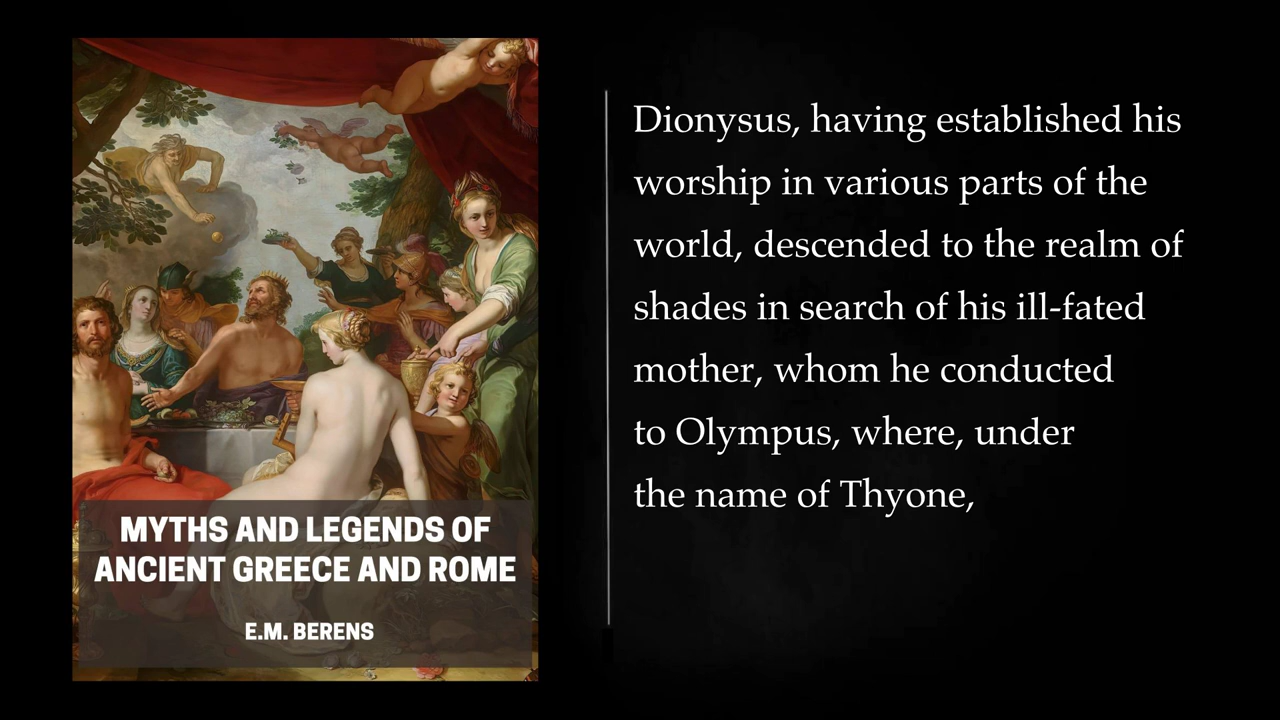 MYTHS AND LEGENDS OF
ANCIENT GREECE AND ROME
E.M. BERENS
Dionysus, having established his
worship in various parts of the
world, descended to the realm of
shades in search of his ill-fated
mother, whom he conducted
to Olympus, where, under
the name of Thyone,